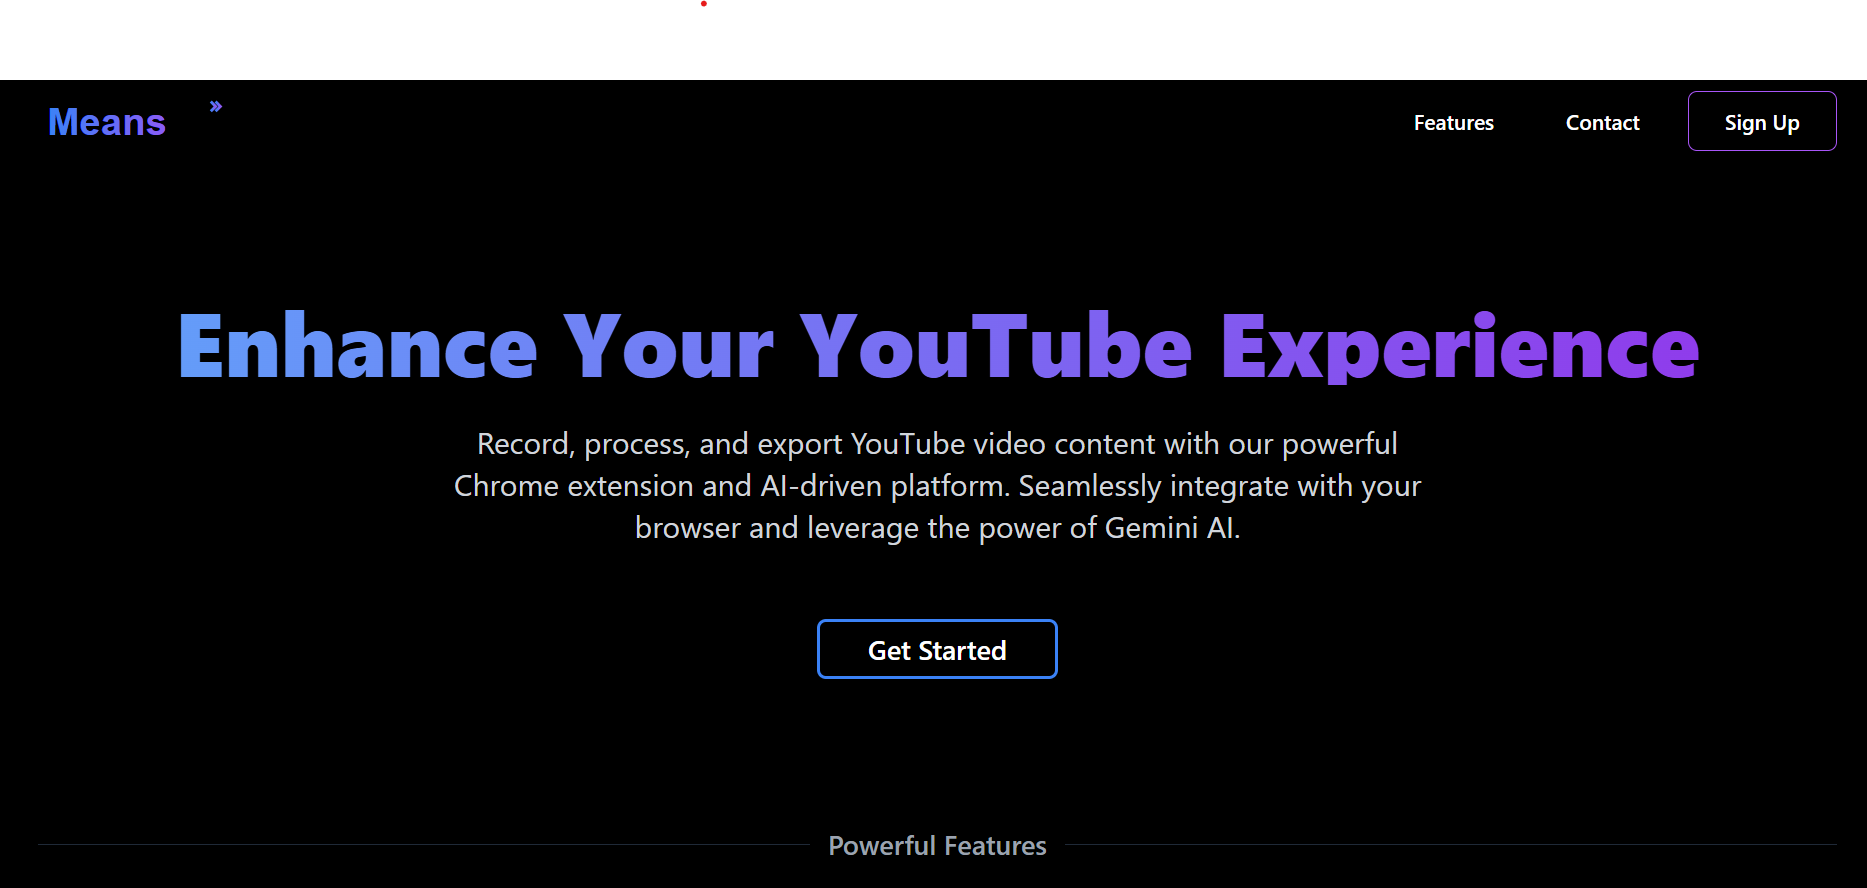 Means »
Features
Contact
Sign Up
Enhance Your YouTube Experience
Record, process, and export YouTube video content with our powerful
Chrome extension and AI-driven platform. Seamlessly integrate with your
browser and leverage the power of Gemini AI.
Get Started
Powerful Features